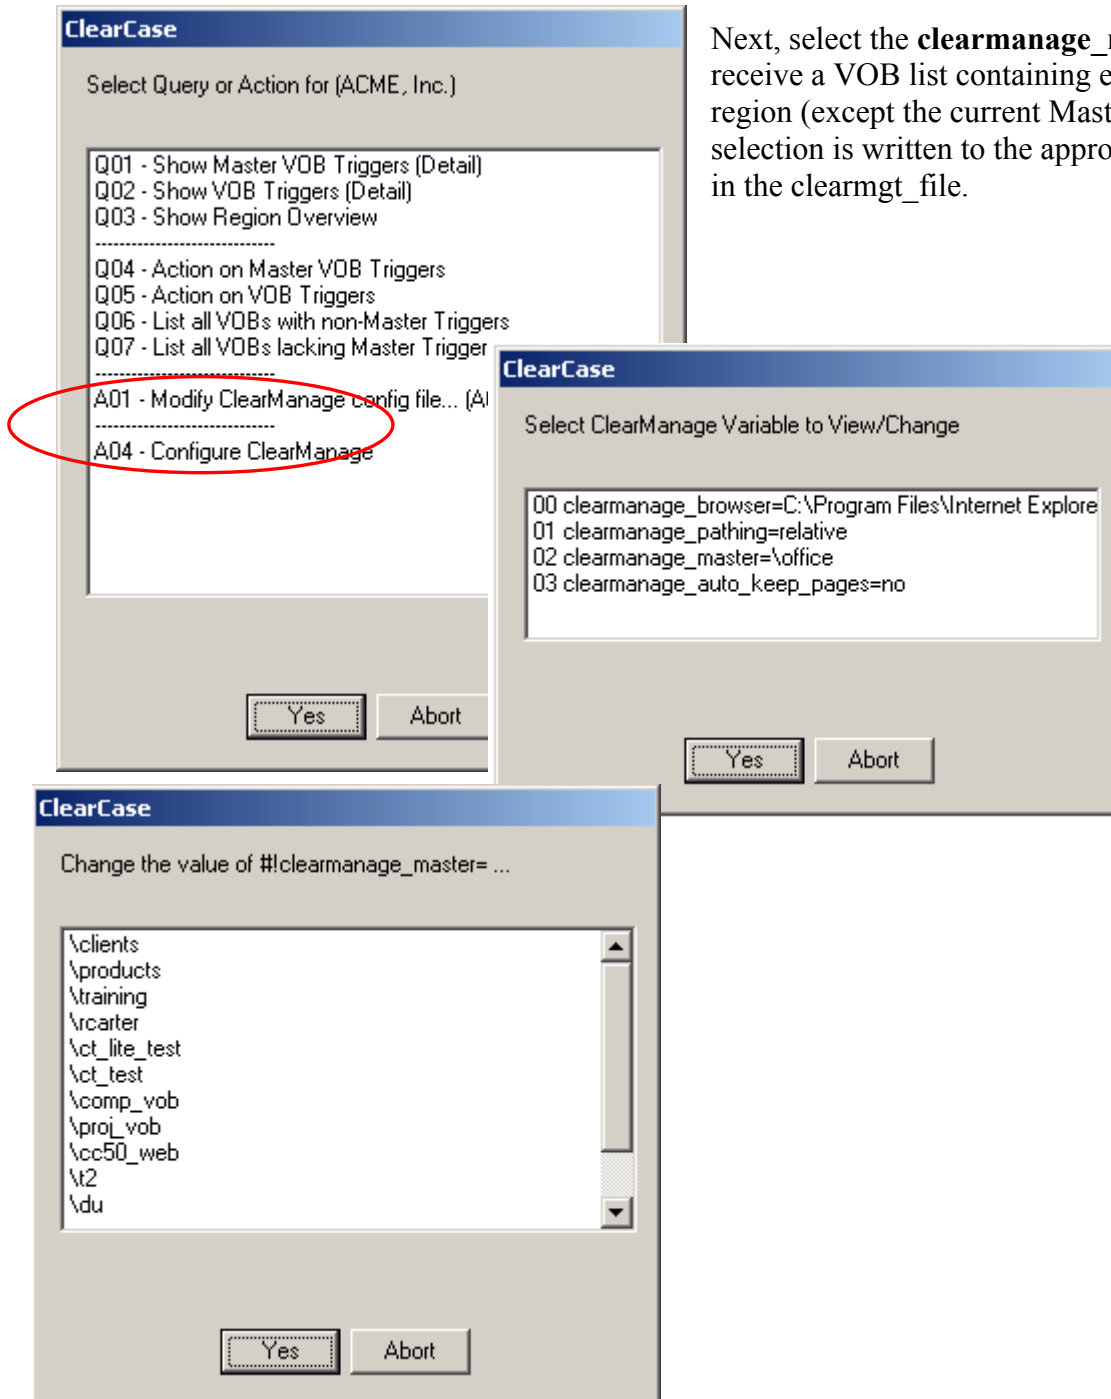 ClearCase
Select Query or Action for (ACME, Inc.)
Q01 - Show Master VOB Triggers (Detail)
Q02 - Show VOB Triggers (Detail)
Q03 - Show Region Overview
------------------------------
Q04 - Action on Master VOB Triggers
Q05 - Action on VOB Triggers
Q06 - List all VOBs with non-Master Triggers
Q07 - List all VOBs lacking Master Trigger
------------------------------
A01 - Modify ClearManage config file... (A
------------------------------
A04 - Configure ClearManage
Yes Abort
Next, select the clearmanage_
receive a VOB list containing e
region (except the current Mast
selection is written to the appro
in the clearmgt_file.
ClearCase
Select ClearManage Variable to View/Change
00 clearmanage_browser=C:\Program Files\Internet Explore
01 clearmanage_pathing=relative
02 clearmanage_master=\office
03 clearmanage_auto_keep_pages=no
Yes Abort
ClearCase
Change the value of #!clearmanage_master= ...
\clients
\products
\training
\rcarter
\ct_lite_test
\ct_test
\comp_vob
\proj_vob
\cc50_web
\t2
\du
Yes Abort